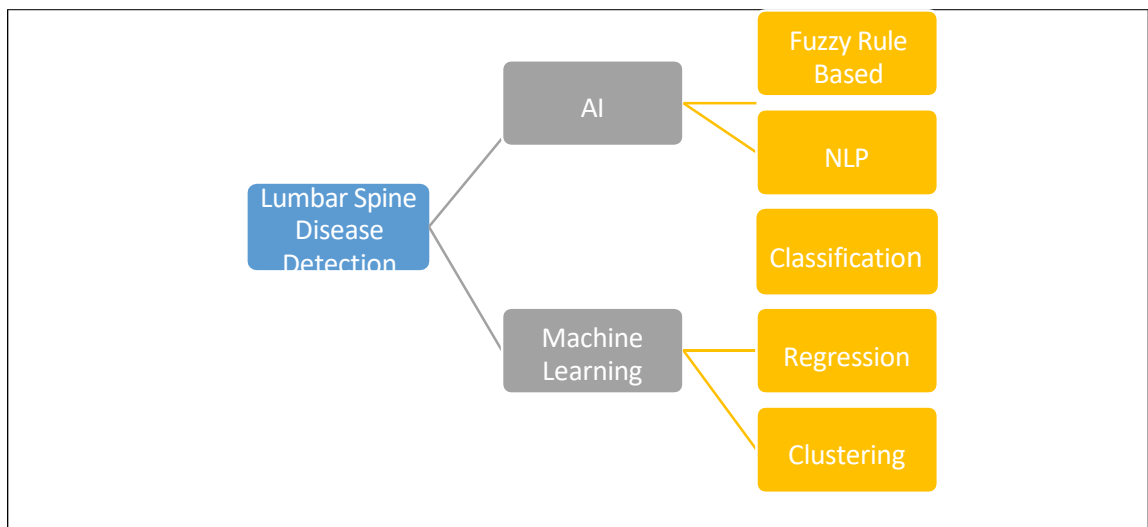 Lumbar Spine
Disease
Detection
AI
Machine
Learning
Fuzzy Rule
Based
NLP
Classification
Regression
Clustering